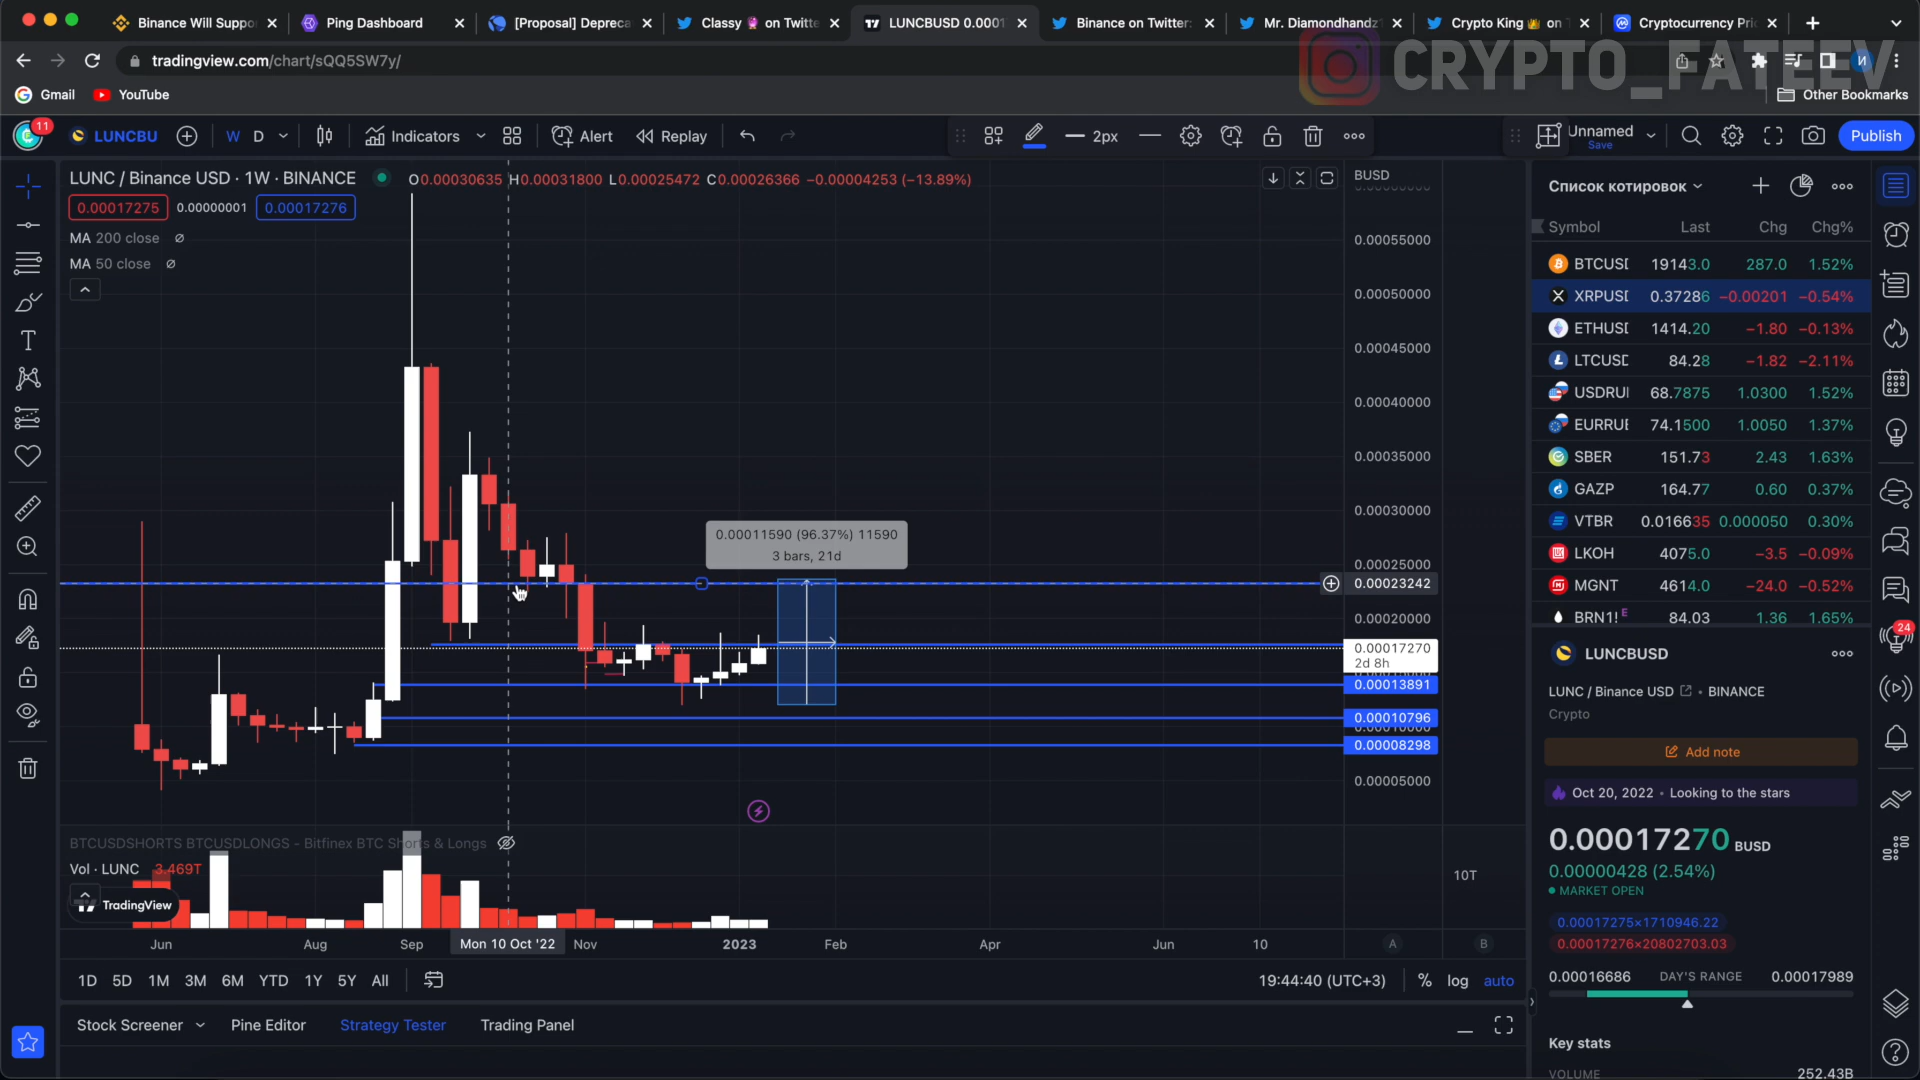 Binance Will Suppo
Ping Dashboard
[Proposal] Depreca
Classy 🔮 on Twitte
LUNCBUSD 0.0001
Binance on Twitter:
Mr. Diamondhandz1
Crypto King 👑 on T
Cryptocurrency Pric
tradingview.com/chart/sQQ5SW7y/
CRYPTO_FATEEV
Gmail
YouTube
Other Bookmarks
11
LUNCBU
W D
Indicators
Alert
Replay
2px
Unnamed
Save
Publish
LUNC / Binance USD · 1W · BINANCE
O0.00030635 H0.00031800 L0.00025472 C0.00026366 −0.00004253 (−13.89%)
BUSD
0.00017275 0.00000001 0.00017276
MA 200 close
MA 50 close
0.00055000
0.00050000
0.00045000
0.00040000
0.00035000
0.00030000
0.00025000
0.00023242
0.00020000
0.00017270
2d 8h
0.00013891
0.00010796
0.00008298
0.00005000
0.00011590 (96.37%) 11590
3 bars, 21d
BTCUSDSHORTS BTCUSDLONGS - Bitfinex BTC Shorts & Longs
Vol · LUNC 3.469T
10T
TradingView
Jun Aug Sep Mon 10 Oct '22 Nov 2023 Feb Apr Jun 10 A B
1D 5D 1M 3M 6M YTD 1Y 5Y All
19:44:40 (UTC+3) % log auto
Stock Screener Pine Editor Strategy Tester Trading Panel
Список котировок
Symbol Last Chg Chg%
BTCUSD 19143.0 287.0 1.52%
XRPUSD 0.37286 −0.00201 −0.54%
ETHUSD 1414.20 −1.80 −0.13%
LTCUSD 84.28 −1.82 −2.11%
USDRUI 68.7875 1.0300 1.52%
EURRUE 74.1500 1.0050 1.37%
SBER 151.73 2.43 1.63%
GAZP 164.77 0.60 0.37%
VTBR 0.016635 0.000050 0.30%
LKOH 4075.0 −3.5 −0.09%
MGNT 4614.0 −24.0 −0.52%
BRN1! E 84.03 1.36 1.65%
24
LUNCBUSD
LUNC / Binance USD • BINANCE
Crypto
Add note
Oct 20, 2022 • Looking to the stars
0.00017270 BUSD
0.00000428 (2.54%)
MARKET OPEN
0.00017275×1710946.22
0.00017276×20802703.03
0.00016686 DAY'S RANGE 0.00017989
Key stats
VOLUME 252.43B